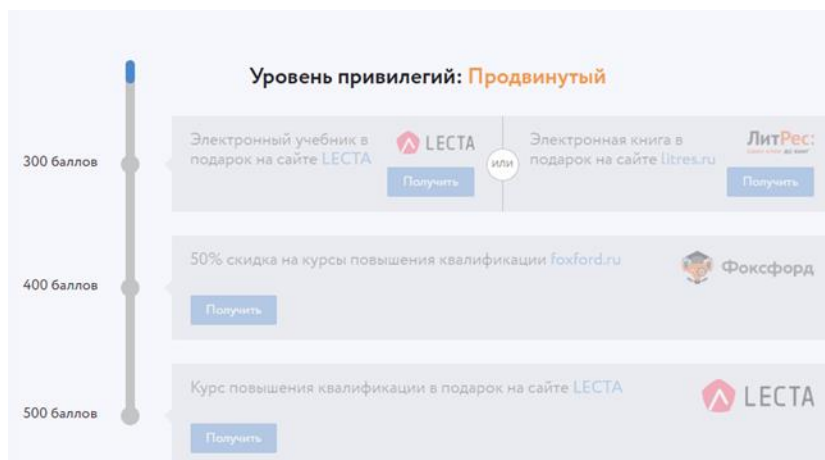 Уровень привилегий: Продвинутый
300 баллов
Электронный учебник в
подарок на сайте LECTA
LECTA
Получить
или
Электронная книга в
подарок на сайте litres.ru
ЛитРес:
Получить
400 баллов
50% скидка на курсы повышения квалификации foxford.ru
Фоксфорд
Получить
500 баллов
Курс повышения квалификации в подарок на сайте LECTA
LECTA
Получить